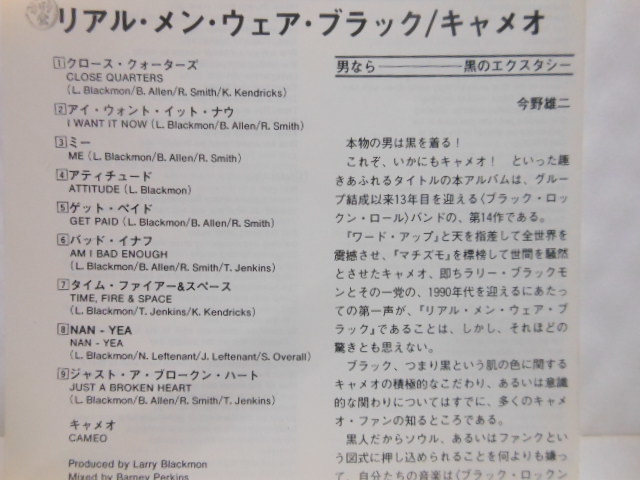 リアル・メン・ウェア・ブラック/キャメオ
1 クロース・クォーターズ
CLOSE QUARTERS
(L. Blackmon/B. Allen/R. Smith/K. Kendricks)
2 アイ・ウォント・イット・ナウ
I WANT IT NOW (L. Blackmon/B. Allen/R. Smith)
3 ミー
ME (L. Blackmon/B. Allen/R. Smith)
4 アティチュード
ATTITUDE (L. Blackmon)
5 ゲット・ペイド
GET PAID (L. Blackmon/B. Allen/R. Smith)
6 バッド・イナフ
AM I BAD ENOUGH
(L. Blackmon/B. Allen/R. Smith/T. Jenkins)
7 タイム・ファイアー&スペース
TIME, FIRE & SPACE
(L. Blackmon/T. Jenkins/K. Kendricks)
8 NAN - YEA
NAN - YEA
(L. Blackmon/N. Leftenant/J. Leftenant/S. Overall)
9 ジャスト・ア・ブロークン・ハート
JUST A BROKEN HEART
(L. Blackmon/B. Allen/R. Smith/T. Jenkins)
キャメオ
CAMEO
Produced by Larry Blackmon
Mixed by Barney Perkins
男なら――――黒のエクスタシー
今野雄二
本物の男は黒を着る!
これぞ、いかにもキャメオ! といった趣
きあふれるタイトルの本アルバムは、グルー
プ結成以来13年目を迎える〈ブラック・ロッ
クン・ロール〉バンドの、第14作である。
『ワード・アップ』と天を指差して全世界を
震撼させ、『マチズモ』を標榜して世間を騒然
とさせたキャメオ、即ちラリー・ブラックモ
ンとその一党の、1990年代を迎えるにあたっ
ての第一声が、『リアル・メン・ウェア・ブ
ラック』であることは、しかし、それほどの
驚きとも思えない。
ブラック、つまり黒という肌の色に関する
キャメオの積極的なこだわり、あるいは意識
的な関わりについてはすでに、多くのキャメ
オ・ファンの知るところである。
黒人だからソウル、あるいはファンクとい
う図式に押し込められることを何よりも嫌っ
て、自分たちの音楽は〈ブラック・ロックン